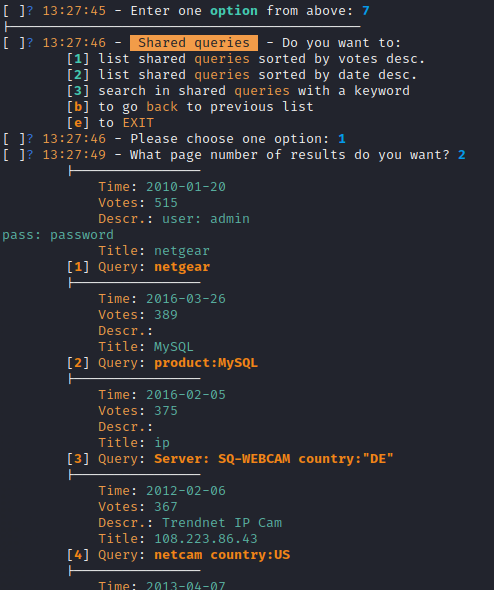 [ ]? 13:27:45 - Enter one option from above: 7
[ ]? 13:27:46 - Shared queries - Do you want to:
[1] list shared queries sorted by votes desc.
[2] list shared queries sorted by date desc.
[3] search in shared queries with a keyword
[b] to go back to previous list
[e] to EXIT
[ ]? 13:27:46 - Please choose one option: 1
[ ]? 13:27:49 - What page number of results do you want? 2
Time: 2010-01-20
Votes: 515
Descr.: user: admin
pass: password
Title: netgear
[1] Query: netgear
Time: 2016-03-26
Votes: 389
Descr.:
Title: MySQL
[2] Query: product:MySQL
Time: 2016-02-05
Votes: 375
Descr.:
Title: ip
[3] Query: Server: SQ-WEBCAM country:"DE"
Time: 2012-02-06
Votes: 367
Descr.: Trendnet IP Cam
Title: 108.223.86.43
[4] Query: netcam country:US
Time: 2013-04-07